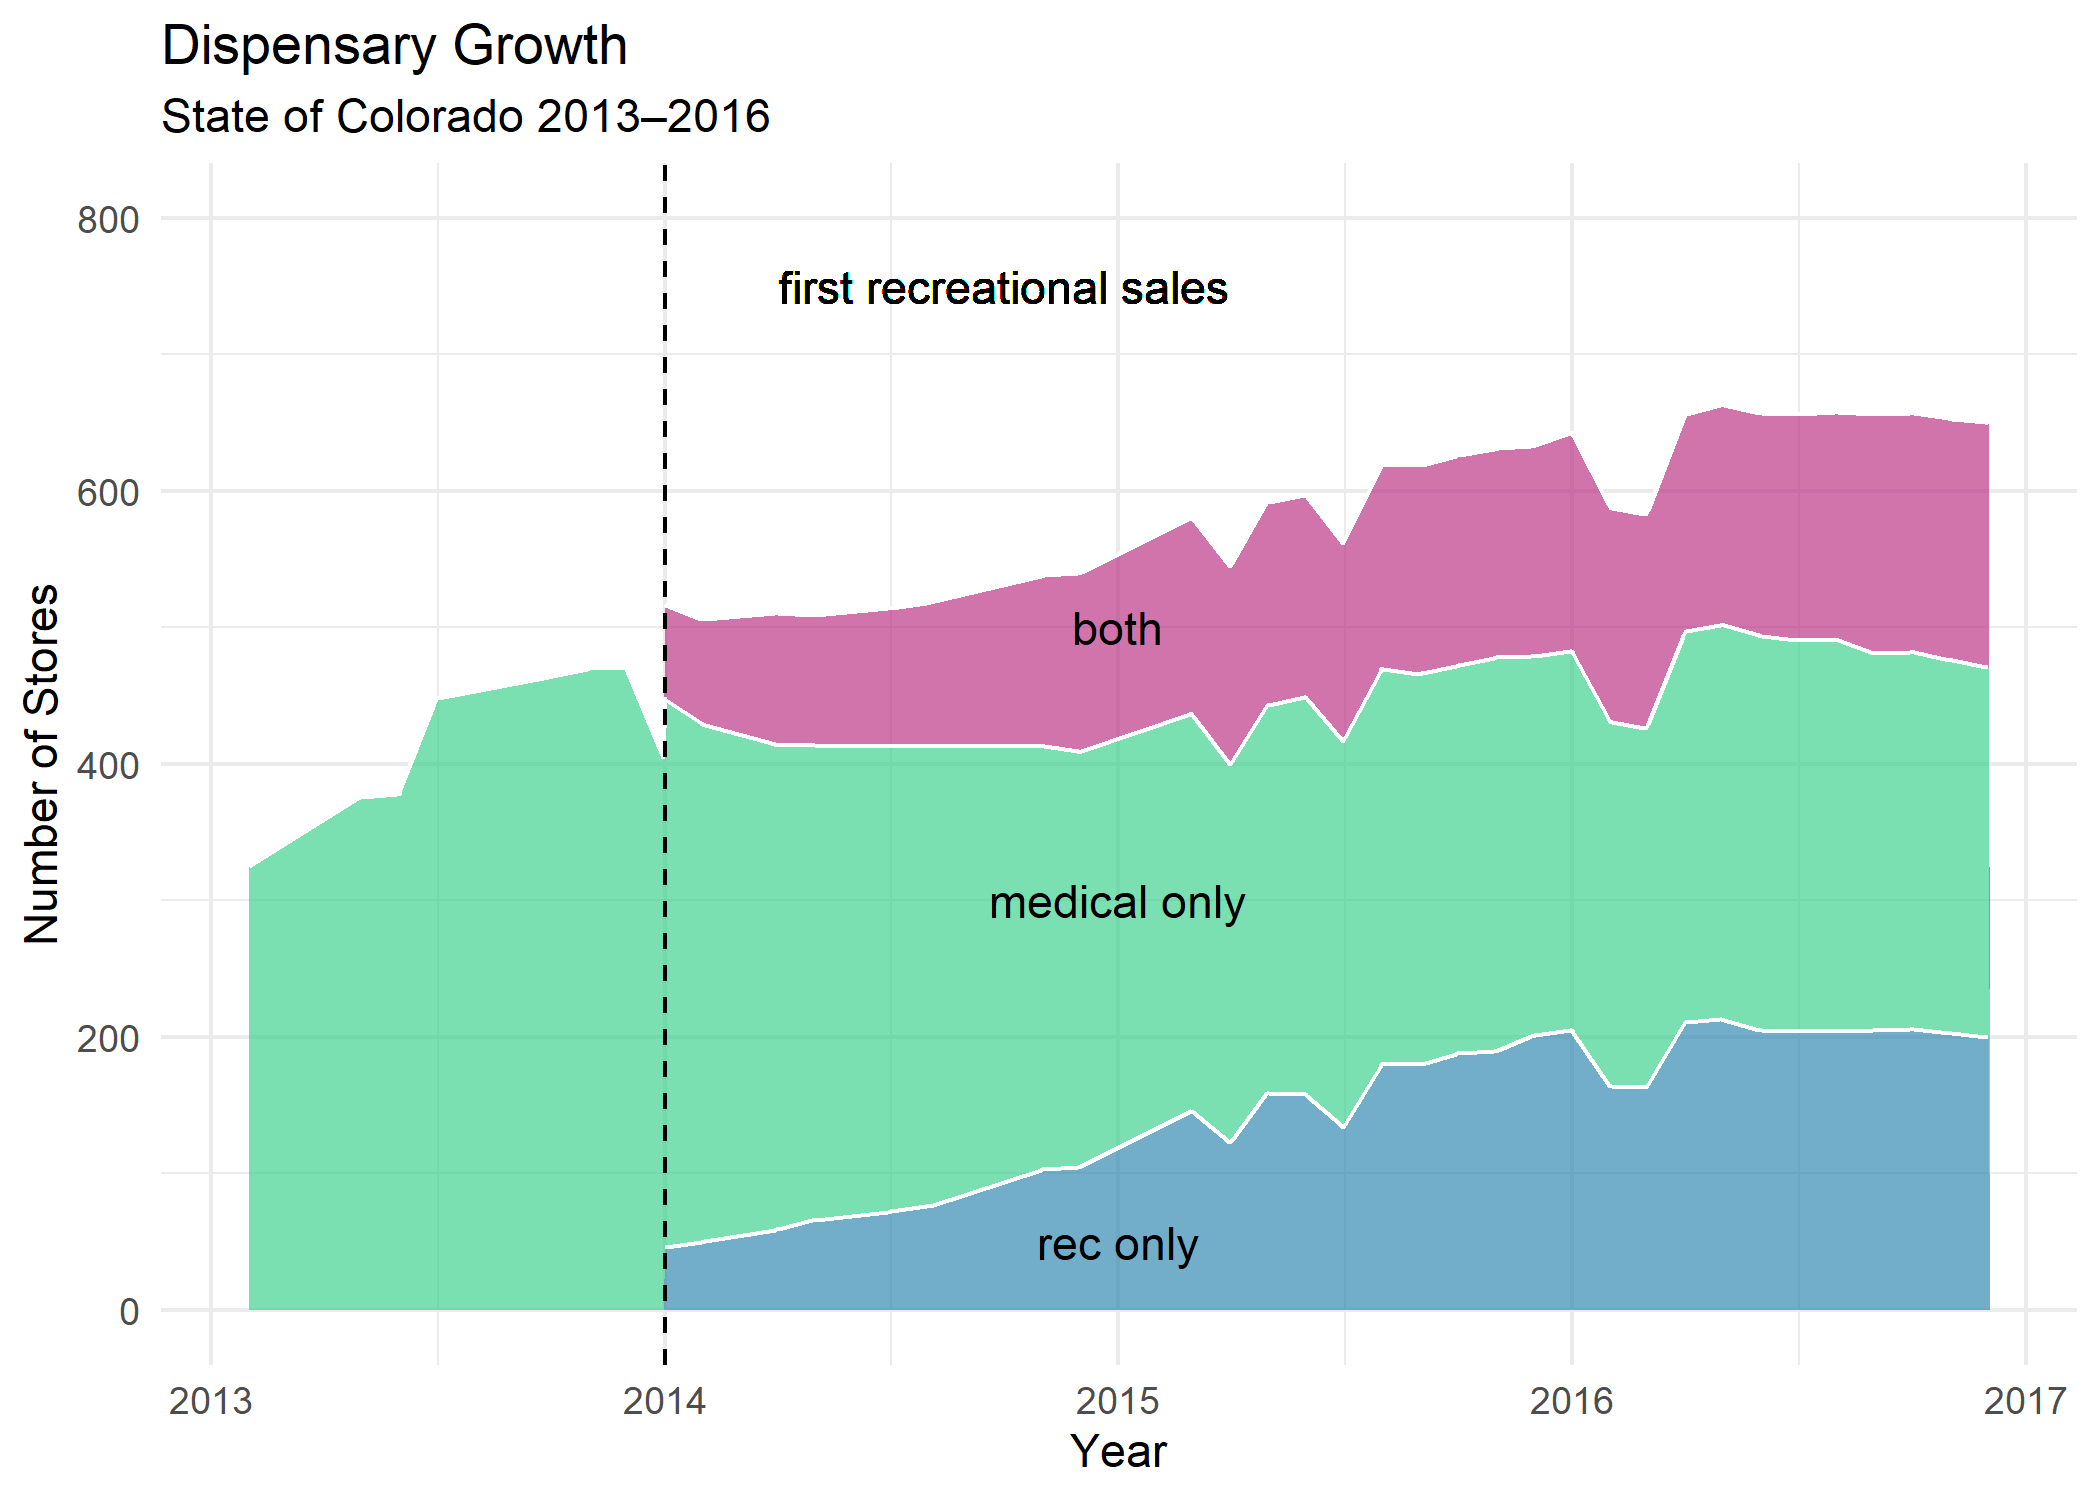 Dispensary Growth
State of Colorado 2013–2016
Number of Stores
800
600
400
200
0
first recreational sales
both
medical only
rec only
2013
2014
2015
2016
2017
Year